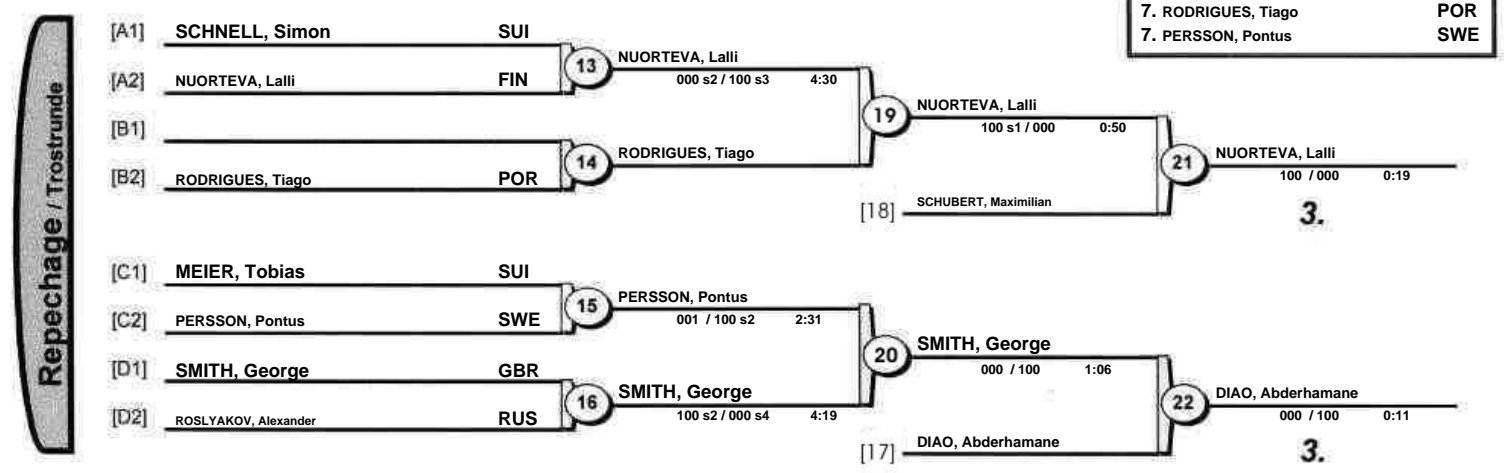 7. RODRIGUES, Tiago POR
7. PERSSON, Pontus SWE
Repechage / Trostrunde
[A1] SCHNELL, Simon SUI
13 NUORTEVA, Lalli
000 s2 / 100 s3 4:30
[A2] NUORTEVA, Lalli FIN
19 NUORTEVA, Lalli
100 s1 / 000 0:50
[B1]
14 RODRIGUES, Tiago
[B2] RODRIGUES, Tiago POR
21 NUORTEVA, Lalli
100 / 000 0:19
3.
[18] SCHUBERT, Maximilian
[C1] MEIER, Tobias SUI
15 PERSSON, Pontus
001 / 100 s2 2:31
[C2] PERSSON, Pontus SWE
20 SMITH, George
000 / 100 1:06
[D1] SMITH, George GBR
16 SMITH, George
100 s2 / 000 s4 4:19
[D2] ROSLYAKOV, Alexander RUS
22 DIAO, Abderhamane
000 / 100 0:11
3.
[17] DIAO, Abderhamane